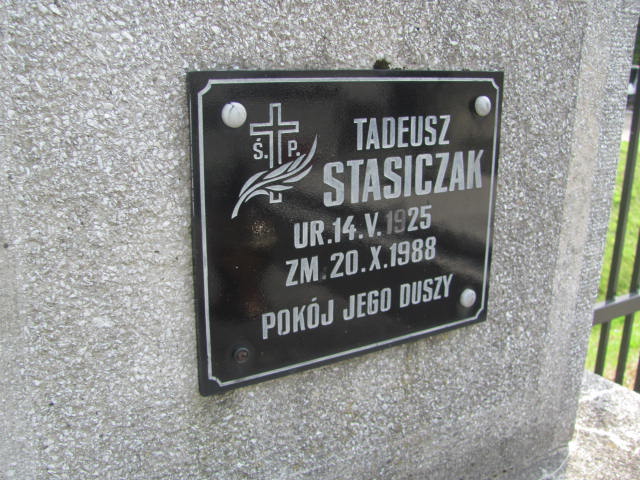 Ś. P.
TADEUSZ
STASICZAK
UR.14.V.1925
ZM.20.X.1988
POKÓJ JEGO DUSZY